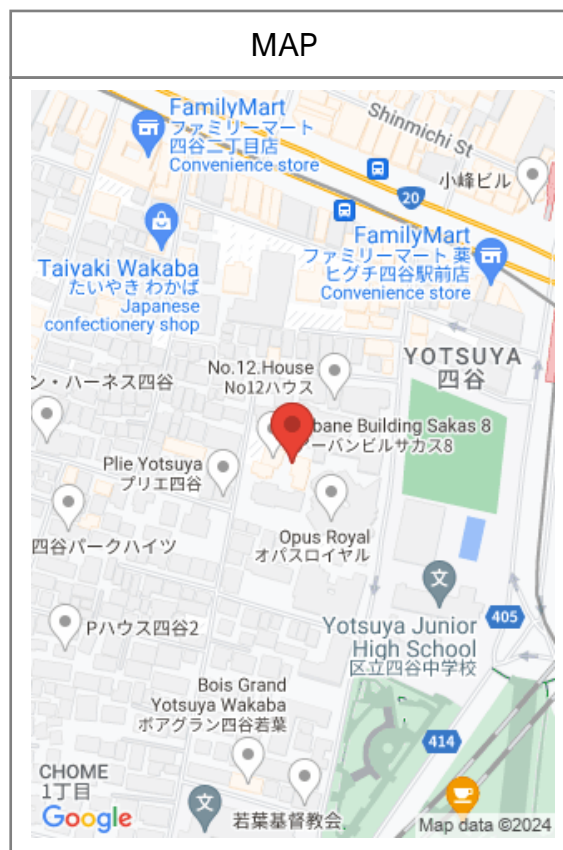 MAP
FamilyMart
ファミリーマート
四谷二丁目店
Convenience store
Shinmichi St
小峰ビル
20
FamilyMart
ファミリーマート 薬
ヒグチ四谷駅前店
Convenience store
Taiyaki Wakaba
たいやき わかば
Japanese
confectionery shop
YOTSUYA
四谷
No.12.House
No12ハウス
ン・ハーネス四谷
bane Building Sakas 8
ーバンビルサカス8
Plie Yotsuya
プリエ四谷
Opus Royal
オパスロイヤル
四谷パークハイツ
文
405
Yotsuya Junior
High School
区立四谷中学校
Pハウス四谷2
Bois Grand
Yotsuya Wakaba
ボアグラン四谷若葉
414
CHOME
1丁目
文
若葉基督教会
Google
Map data ©2024